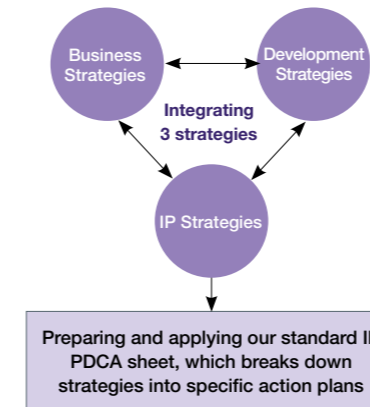 Business
Strategies
Development
Strategies
Integrating
3 strategies
IP Strategies
Preparing and applying our standard
PDCA sheet, which breaks down
strategies into specific action plans